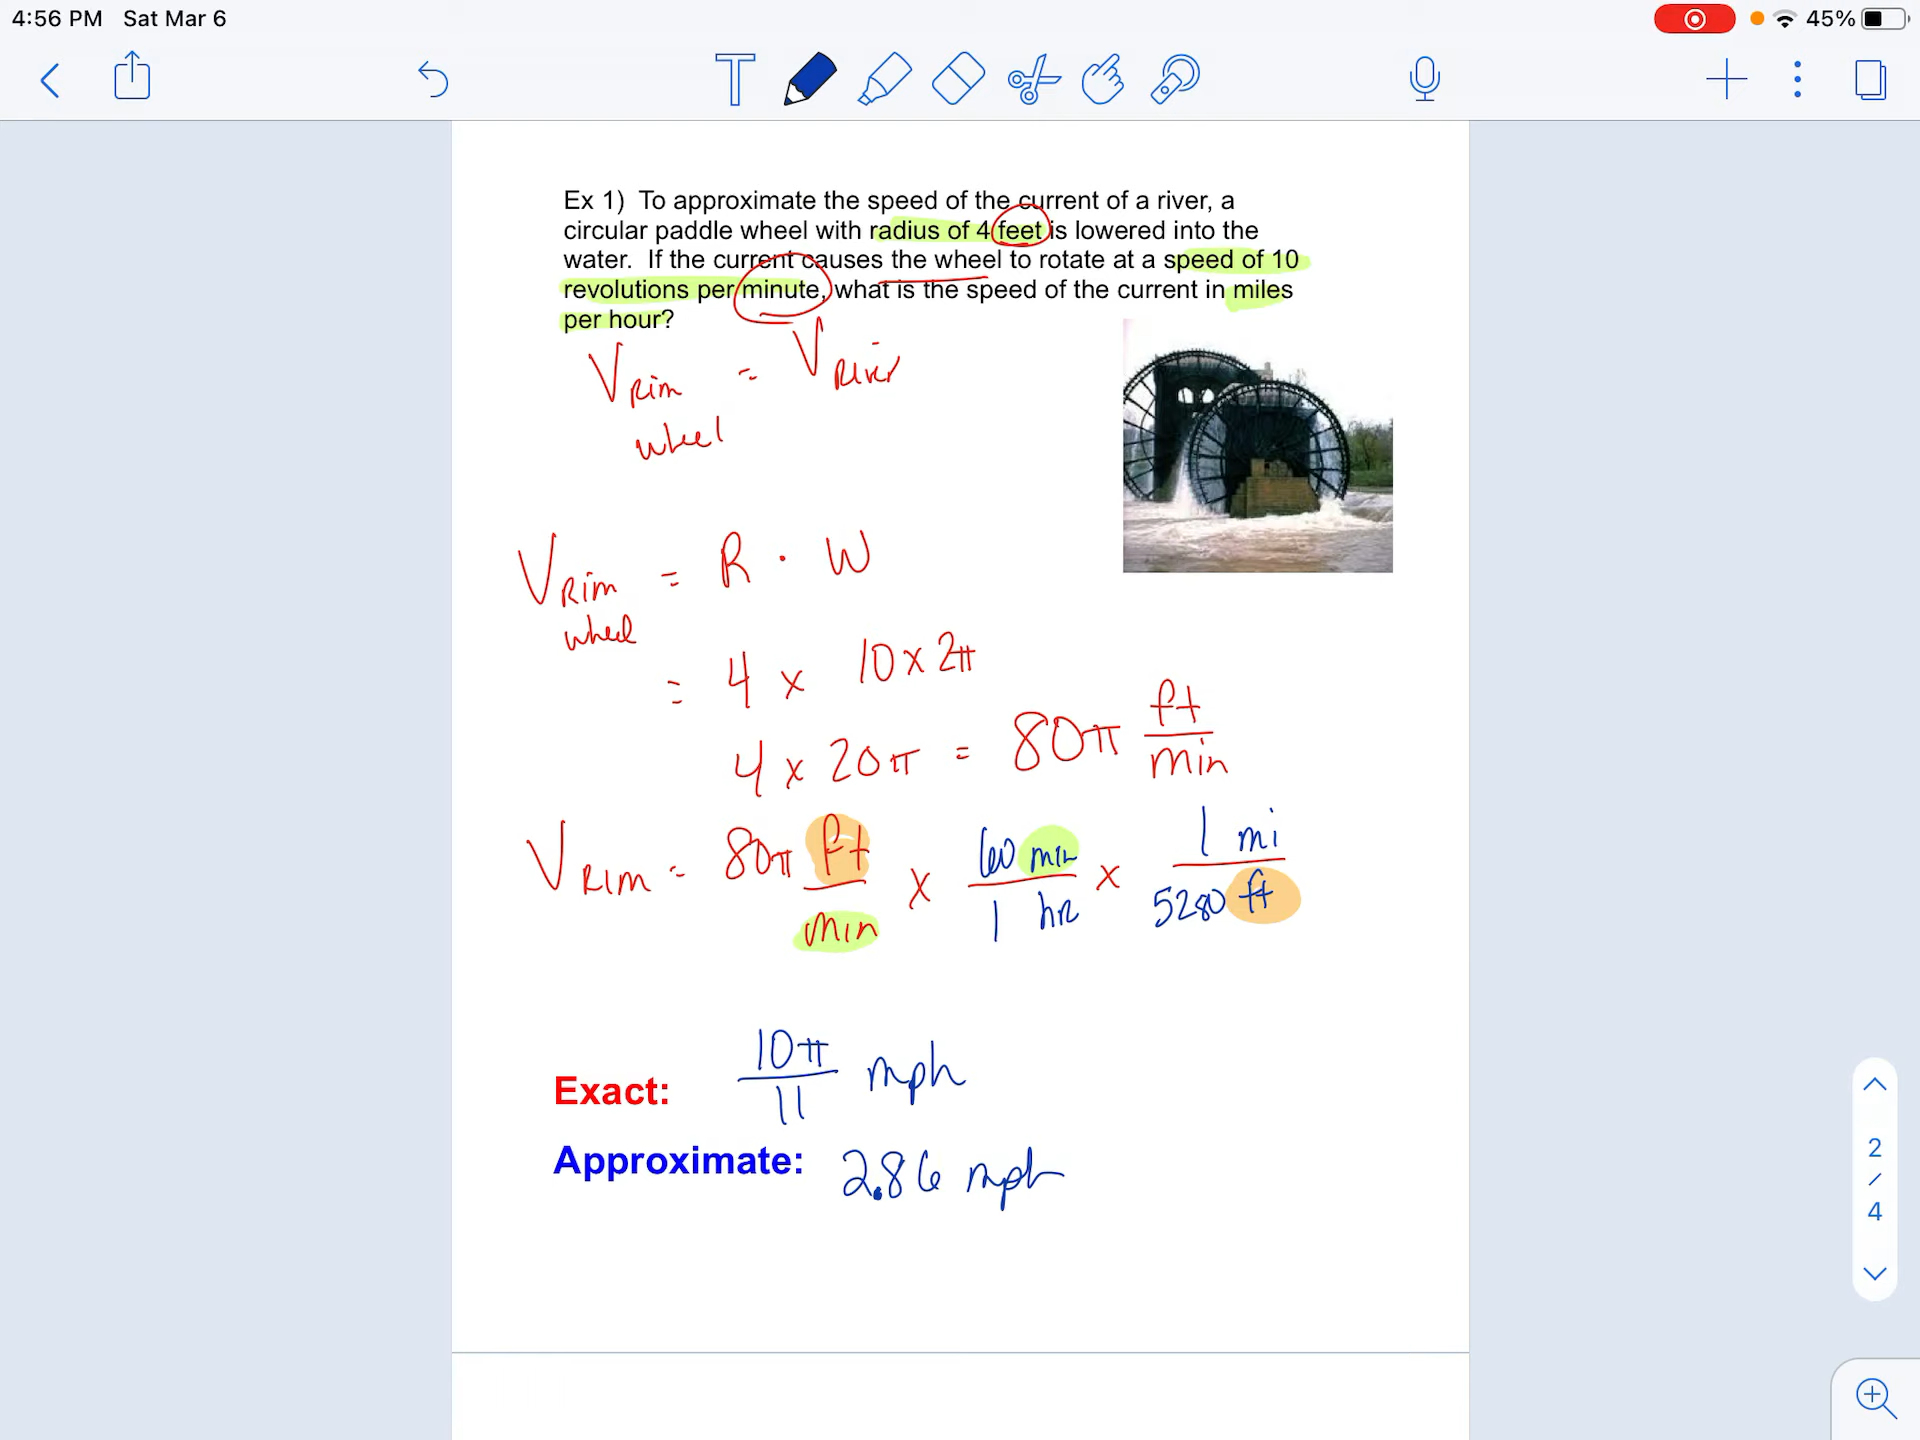 4:56 PM Sat Mar 6
45%
T
Ex 1) To approximate the speed of the current of a river, a
circular paddle wheel with radius of 4 feet is lowered into the
water. If the current causes the wheel to rotate at a speed of 10
revolutions per minute, what is the speed of the current in miles
per hour?
V Rim wheel = V River
V Rim wheel = R · W
= 4 x 10 x 2π
4 x 20π = 80π ft/min
V Rim = 80π ft/min x 60 min/1 hr x 1 mi/5280 ft
Exact: 10π/11 mph
Approximate: 2.86 mph
2
/
4